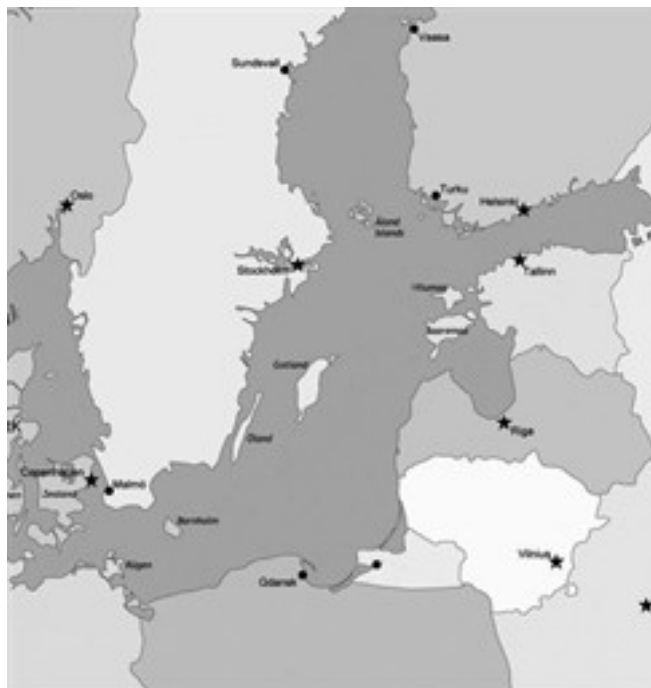 Vaasa
Sundsvall
Turku
Oslo
Helsinki
Åland
Islands
St. P
Stockholm
Tallinn
Hiiumaa
Saaremaa
Gotland
Öland
Riga
Copenhagen
Malmö
Zealand
Bornholm
Vilnius
Rügen
Gdansk